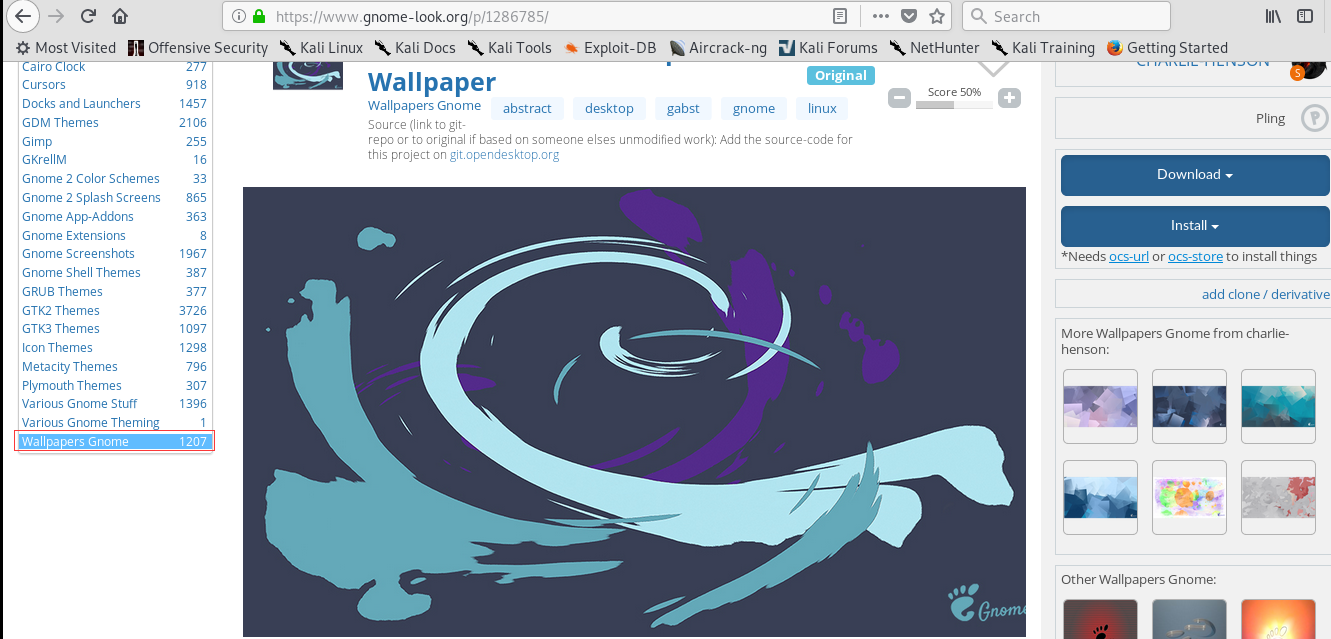 https://www.gnome-look.org/p/1286785/
Search
Most Visited Offensive Security Kali Linux Kali Docs Kali Tools Exploit-DB Aircrack-ng Kali Forums NetHunter Kali Training Getting Started
Cairo Clock 277
Cursors 918
Docks and Launchers 1457
GDM Themes 2106
Gimp 255
GKrellM 16
Gnome 2 Color Schemes 33
Gnome 2 Splash Screens 865
Gnome App-Addons 363
Gnome Extensions 8
Gnome Screenshots 1967
Gnome Shell Themes 387
GRUB Themes 377
GTK2 Themes 3726
GTK3 Themes 1097
Icon Themes 1298
Metacity Themes 796
Plymouth Themes 307
Various Gnome Stuff 1396
Various Gnome Theming 1
Wallpapers Gnome 1207
Wallpaper
Original
Wallpapers Gnome abstract desktop gabst gnome linux
Source (link to git-
repo or to original if based on someone elses unmodified work): Add the source-code for
this project on git.opendesktop.org
Score 50%
Gnome
CHARLIE-HENSON
S
Pling
P
Download
Install
*Needs ocs-url or ocs-store to install things
add clone / derivative
More Wallpapers Gnome from charlie-
henson:
Other Wallpapers Gnome: